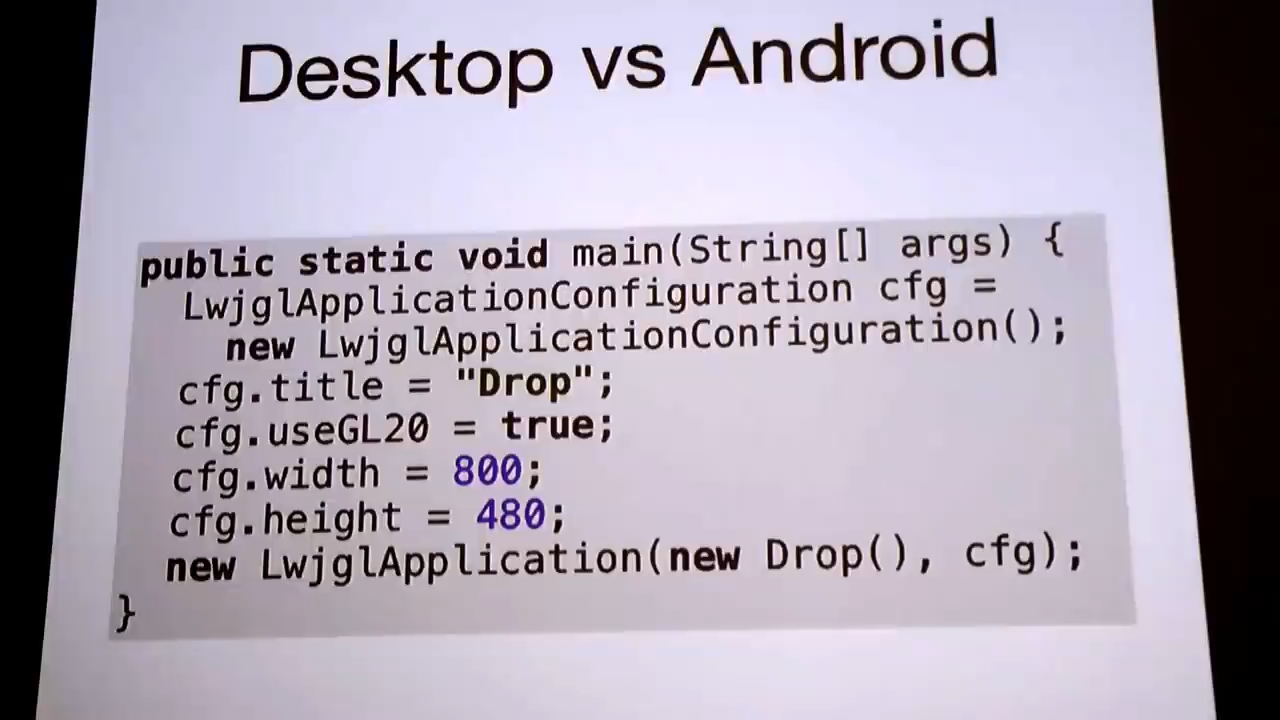 Desktop vs Android
public static void main(String[] args) {
LwjglApplicationConfiguration cfg =
new LwjglApplicationConfiguration();
cfg.title = "Drop";
cfg.useGL20 = true;
cfg.width = 800;
cfg.height = 480;
new LwjglApplication(new Drop(), cfg);
}